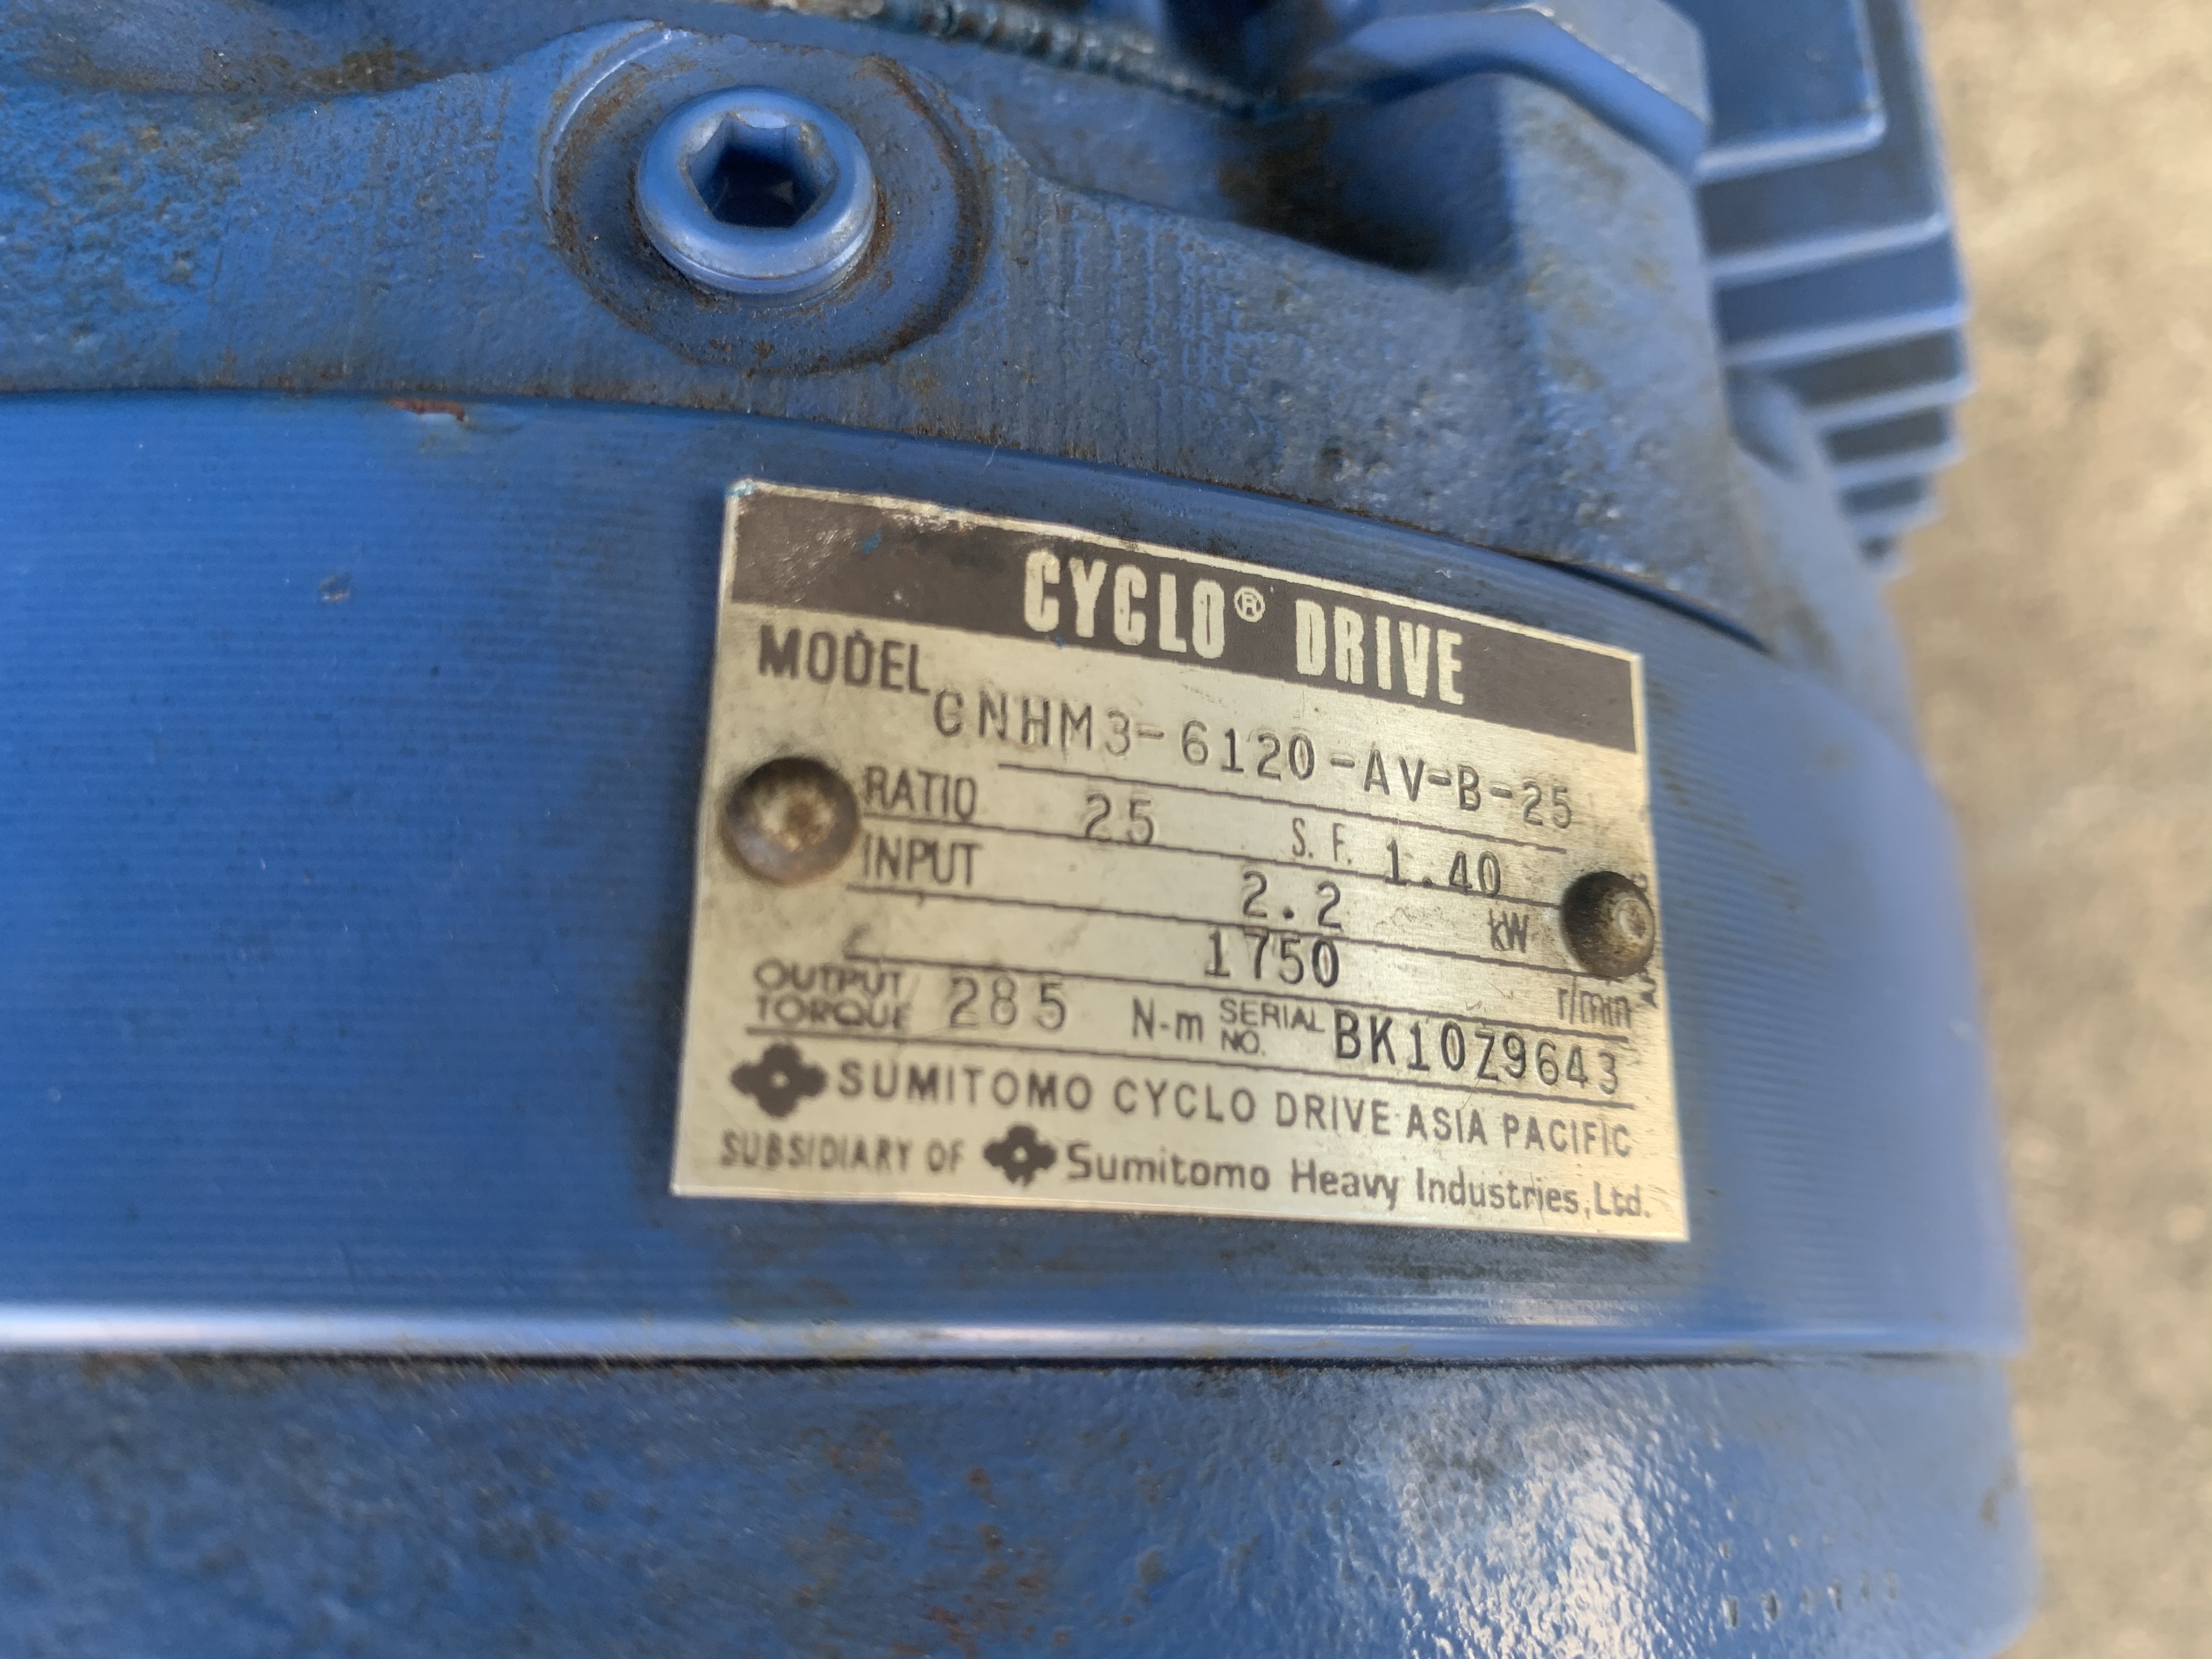 CYCLO® DRIVE
MODEL CNHM3-6120-AV-B-25
RATIO 25 S.F. 1.40
INPUT 2.2 kW
1750 r/min
OUTPUT TORQUE 285 N-m SERIAL NO. BK10Z9643
SUMITOMO CYCLO DRIVE ASIA PACIFIC
SUBSIDIARY OF Sumitomo Heavy Industries, Ltd.